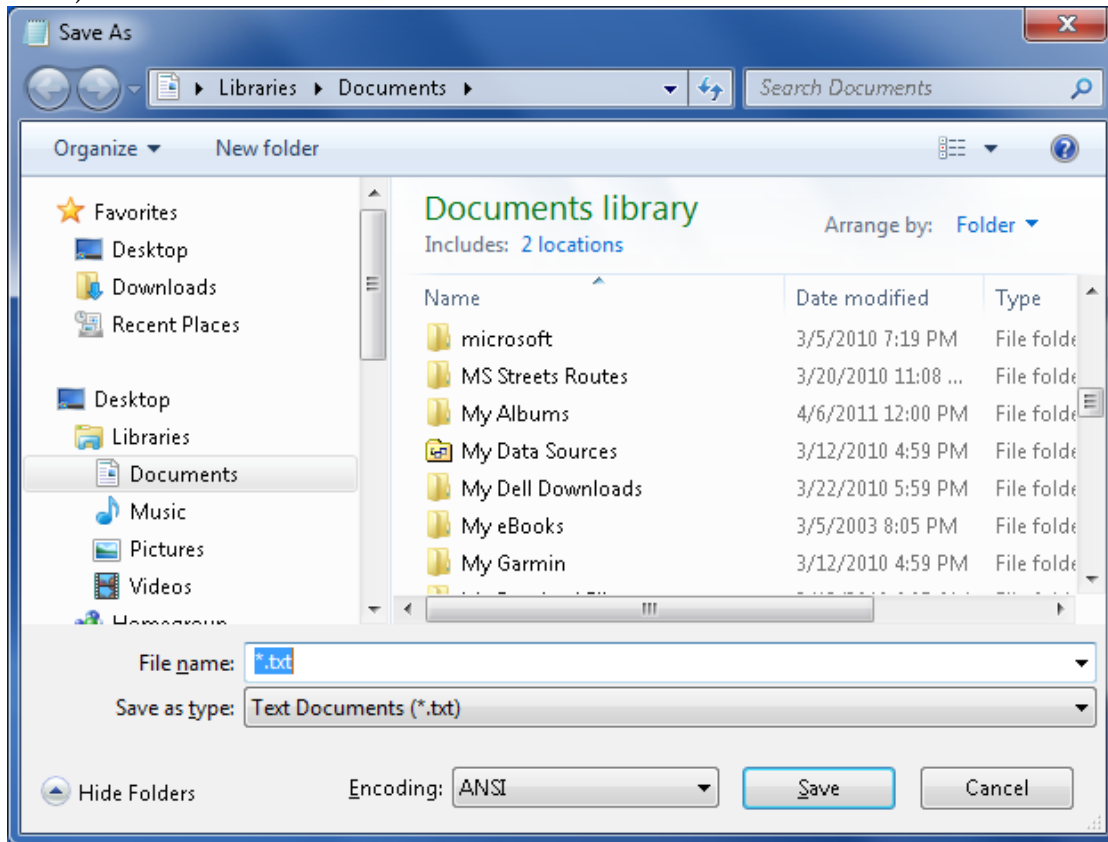 Save As
Libraries Documents
Search Documents
Organize New folder
Favorites
Desktop
Downloads
Recent Places
Desktop
Libraries
Documents
Music
Pictures
Videos
Homegroup
Documents library
Includes: 2 locations
Arrange by: Folder
Name Date modified Type
microsoft 3/5/2010 7:19 PM File folde
MS Streets Routes 3/20/2010 11:08 ... File folde
My Albums 4/6/2011 12:00 PM File folde
My Data Sources 3/12/2010 4:59 PM File folde
My Dell Downloads 3/22/2010 5:59 PM File folde
My eBooks 3/5/2003 8:05 PM File folde
My Garmin 3/12/2010 4:59 PM File folde
File name: *.txt
Save as type: Text Documents (*.txt)
Hide Folders Encoding: ANSI Save Cancel